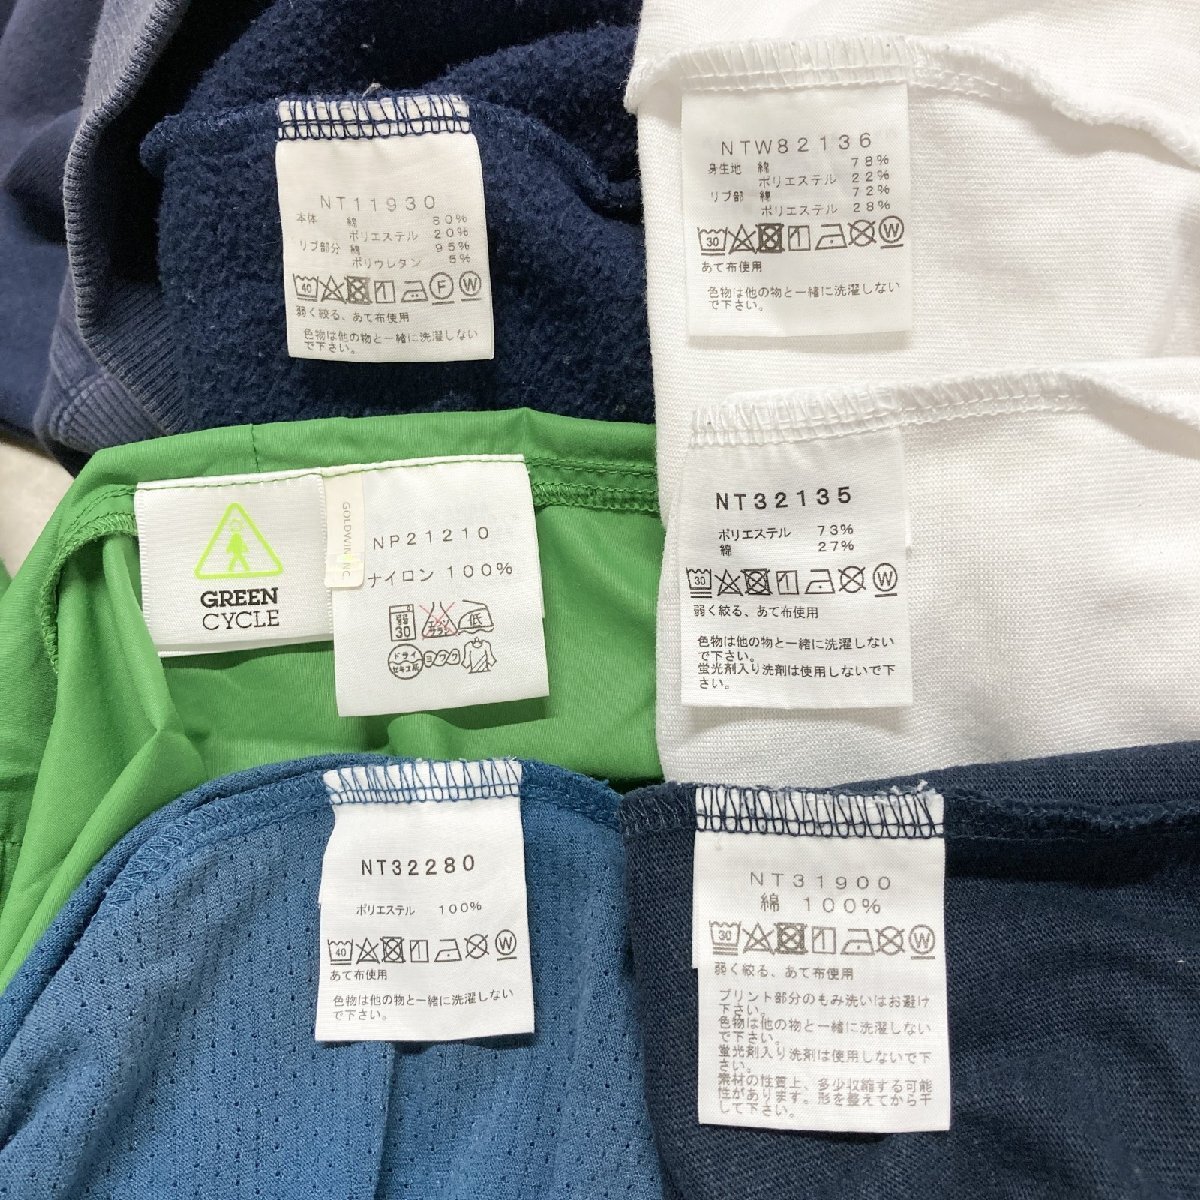 NT11930
本体 綿 80%
ポリエステル 20%
リブ部分 綿 95%
ポリウレタン 5%
40 F W
弱く絞る、あて布使用
色物は他の物と一緒に洗濯しない
で下さい。
NTW82136
身生地 綿 78%
ポリエステル 22%
リブ部 綿 72%
ポリエステル 28%
30 W
あて布使用
色物は他の物と一緒に洗濯しない
で下さい。
GREEN
CYCLE
GOLDWIN INC.
NP21210
ナイロン 100%
弱 30 低
ドライ
セキユ系
NT32135
ポリエステル 73%
綿 27%
30 W
弱く絞る、あて布使用
色物は他の物と一緒に洗濯しない
で下さい。
蛍光剤入り洗剤は使用しないで下
さい。
NT32280
ポリエステル 100%
40 W
あて布使用
色物は他の物と一緒に洗濯しない
で下さい。
NT31900
綿 100%
30 W
弱く絞る、あて布使用
プリント部分のもみ洗いはお避け
下さい。
色物は他の物と一緒に洗濯しない
で下さい。
蛍光剤入り洗剤は使用しないで下
さい。
素材の性質上、多少収縮する可能
性があります。形を整えてから干
して下さい。